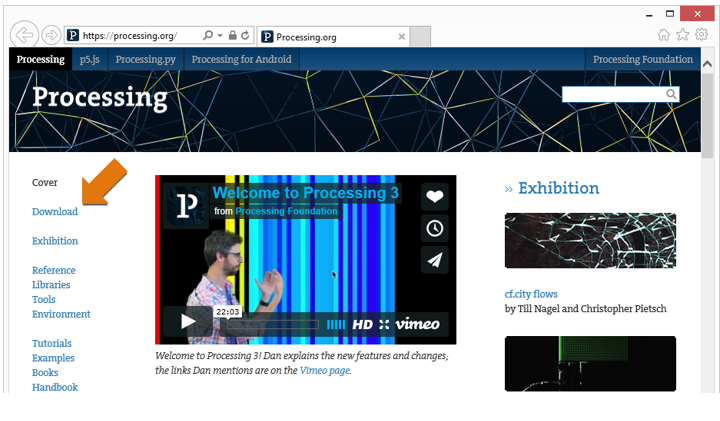 https://processing.org/
Processing.org
Processing
p5.js
Processing.py
Processing for Android
Processing Foundation
Processing
Cover
Download
Exhibition
Reference
Libraries
Tools
Environment
Tutorials
Examples
Books
Handbook
Welcome to Processing 3
from Processing Foundation
22:03
HD vimeo
Welcome to Processing 3! Dan explains the new features and changes;
the links Dan mentions are on the Vimeo page.
» Exhibition
cf.city flows
by Till Nagel and Christopher Pietsch